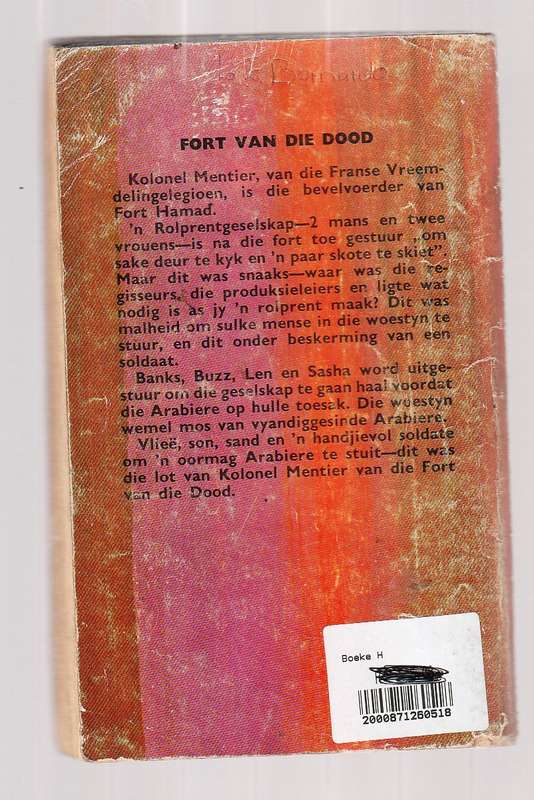 FORT VAN DIE DOOD
Kolonel Mentier, van die Franse Vreem-
delingelegioen, is die bevelvoerder van
Fort Hamad.
'n Rolprentgeselskap—2 mans en twee
vrouens—is na die fort toe gestuur „om
sake deur te kyk en 'n paar skote te skiet”.
Maar dit was snaaks—waar was die re-
gisseurs, die produksieleiers en ligte wat
nodig is as jy 'n rolprent maak? Dit was
malheid om sulke mense in die woestyn te
stuur, en dit onder beskerming van een
soldaat.
Banks, Buzz, Len en Sasha word uitge-
stuur om die geselskap te gaan haal voordat
die Arabiere op hulle toesak. Die woestyn
wemel mos van vyandiggesinde Arabiere.
Vlieë, son, sand en 'n handjievol soldate
om 'n oormag Arabiere te stuit—dit was
die lot van Kolonel Mentier van die Fort
van die Dood.
Boeke H
2000871260518